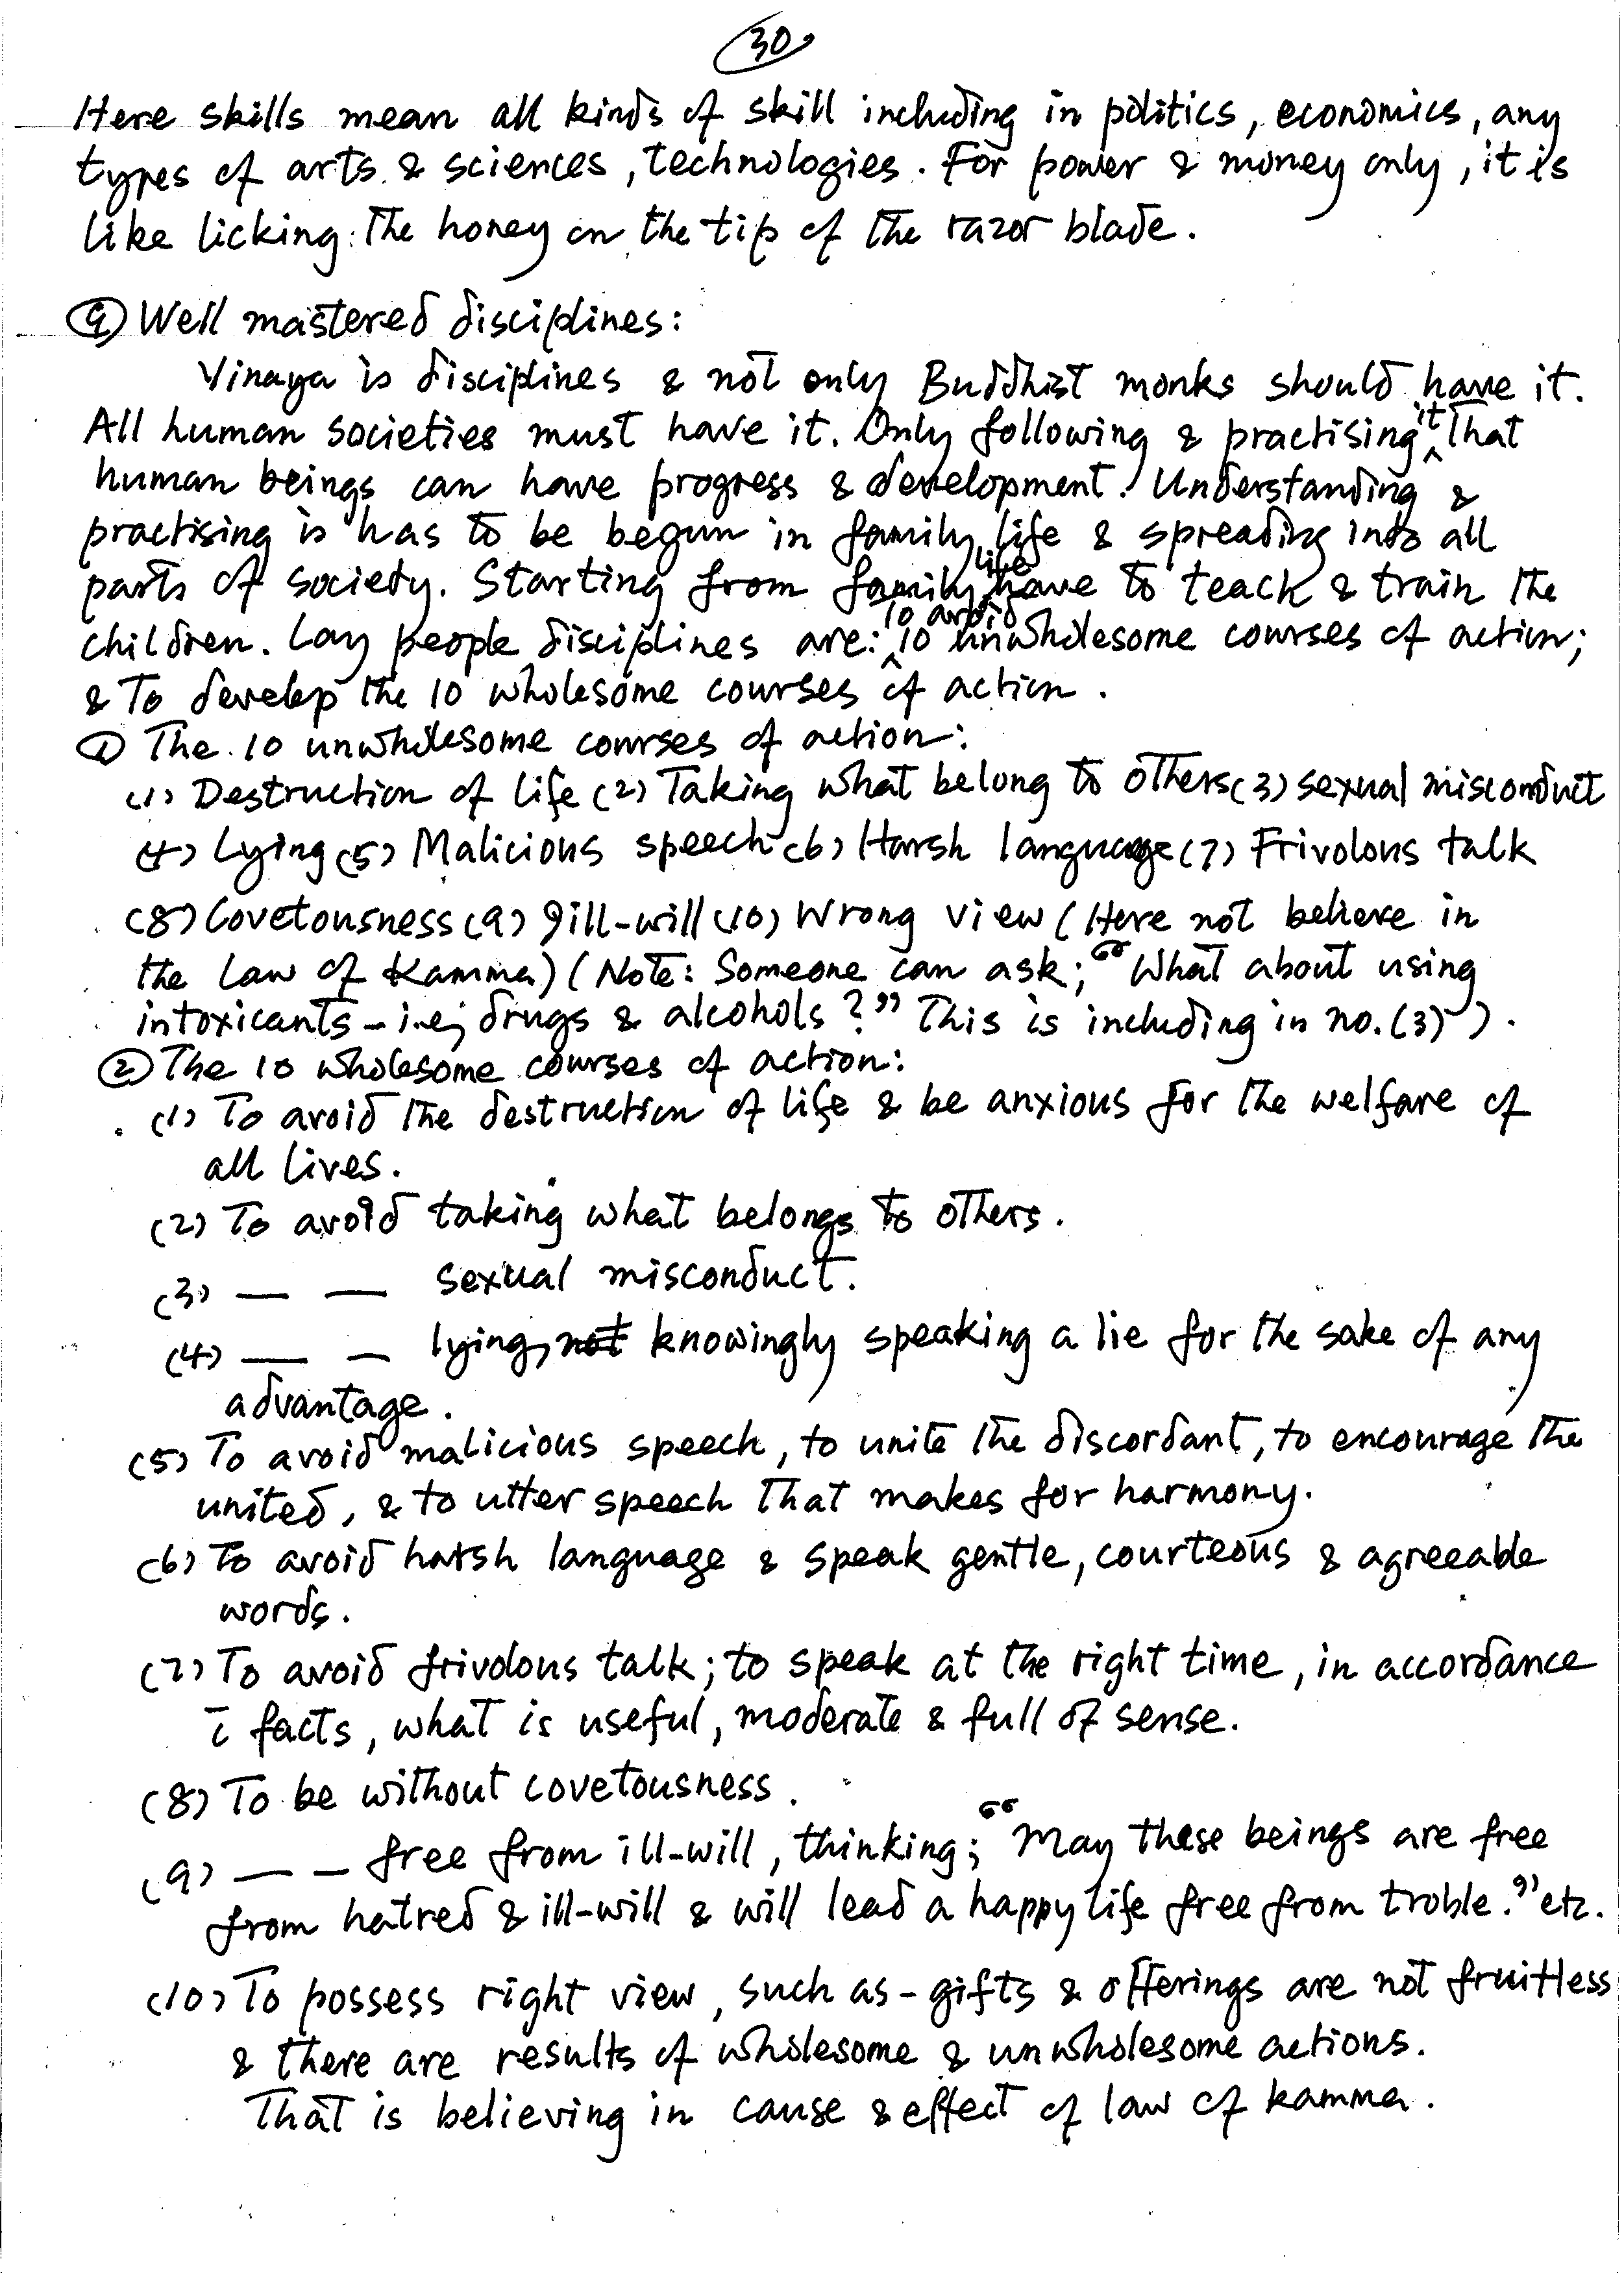 30
Here skills mean all kinds of skill including in politics, economics, any
types of arts & sciences, technologies. For power & money only, it is
like licking the honey on the tip of the razor blade.
⑨ Well mastered disciplines:
Vinaya is disciplines & not only Buddhist monks should have it.
All human societies must have it. Only following & practising it that
human beings can have progress & development. Understanding &
practising is has to be begun in family life & spreading into all
parts of society. Starting from family life have to teach & train the
children. Lay people disciplines are: to avoid 10 unwholesome courses of action;
& To develop the 10 wholesome courses of action.
① The 10 unwholesome courses of action:
(1) Destruction of life (2) Taking what belong to others (3) sexual misconduct
(4) Lying (5) Malicious speech (6) Harsh language (7) Frivolous talk
(8) Covetousness (9) Ill-will (10) Wrong view (Here not believe in
the law of Kamma) (Note: Someone can ask; "What about using
intoxicants – i.e; drugs & alcohols?" This is including in no. (3)).
② The 10 wholesome courses of action:
(1) To avoid the destruction of life & be anxious for the welfare of
all lives.
(2) To avoid taking what belongs to others.
(3) — — sexual misconduct.
(4) — — lying, not knowingly speaking a lie for the sake of any
advantage.
(5) To avoid malicious speech, to unite the discordant, to encourage the
united, & to utter speech that makes for harmony.
(6) To avoid harsh language & speak gentle, courteous & agreeable
words.
(7) To avoid frivolous talk; to speak at the right time, in accordance
c̄ facts, what is useful, moderate & full of sense.
(8) To be without covetousness.
(9) — — free from ill-will, thinking; "May these beings are free
from hatred & ill-will & will lead a happy life free from troble." etc.
(10) To possess right view, such as – gifts & offerings are not fruitless
& there are results of wholesome & unwholesome actions.
That is believing in cause & effect of law of kamma.